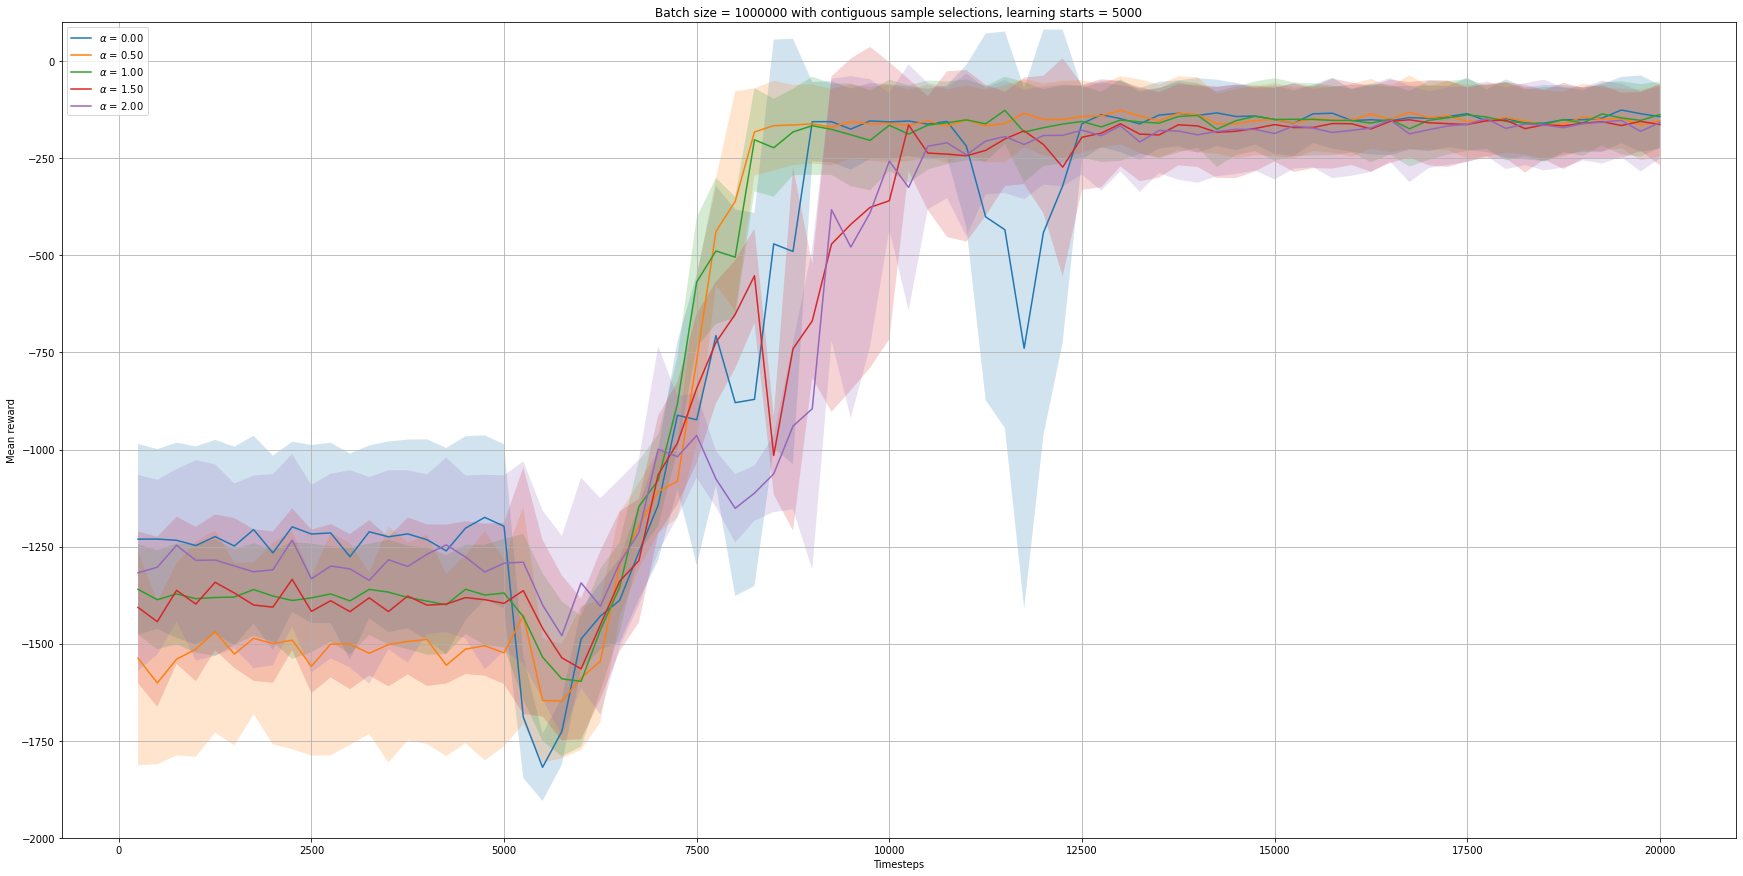 Batch size = 1000000 with contiguous sample selections, learning starts = 5000
α = 0.00
α = 0.50
α = 1.00
α = 1.50
α = 2.00
0
−250
−500
−750
−1000
−1250
−1500
−1750
−2000
Mean reward
0 2500 5000 7500 10000 12500 15000 17500 20000
Timesteps